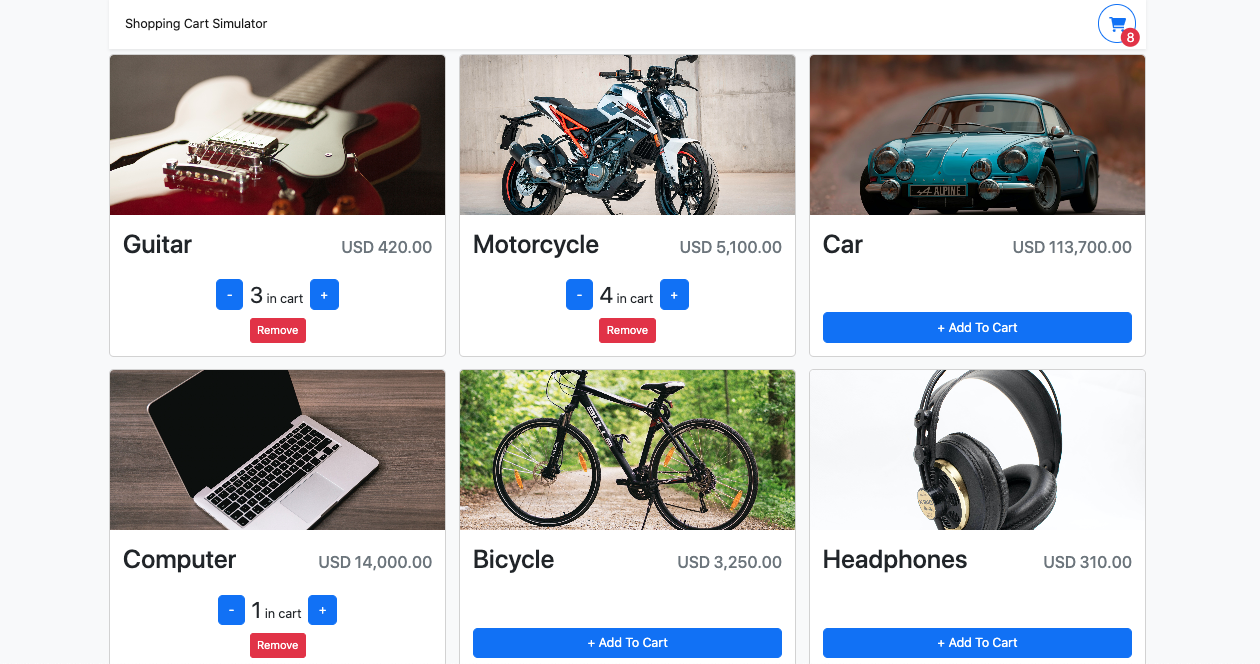 Shopping Cart Simulator
8
Guitar USD 420.00
- 3 in cart +
Remove
Motorcycle USD 5,100.00
- 4 in cart +
Remove
ALPINE
Car USD 113,700.00
+ Add To Cart
Computer USD 14,000.00
- 1 in cart +
Remove
Bicycle USD 3,250.00
+ Add To Cart
Headphones USD 310.00
+ Add To Cart